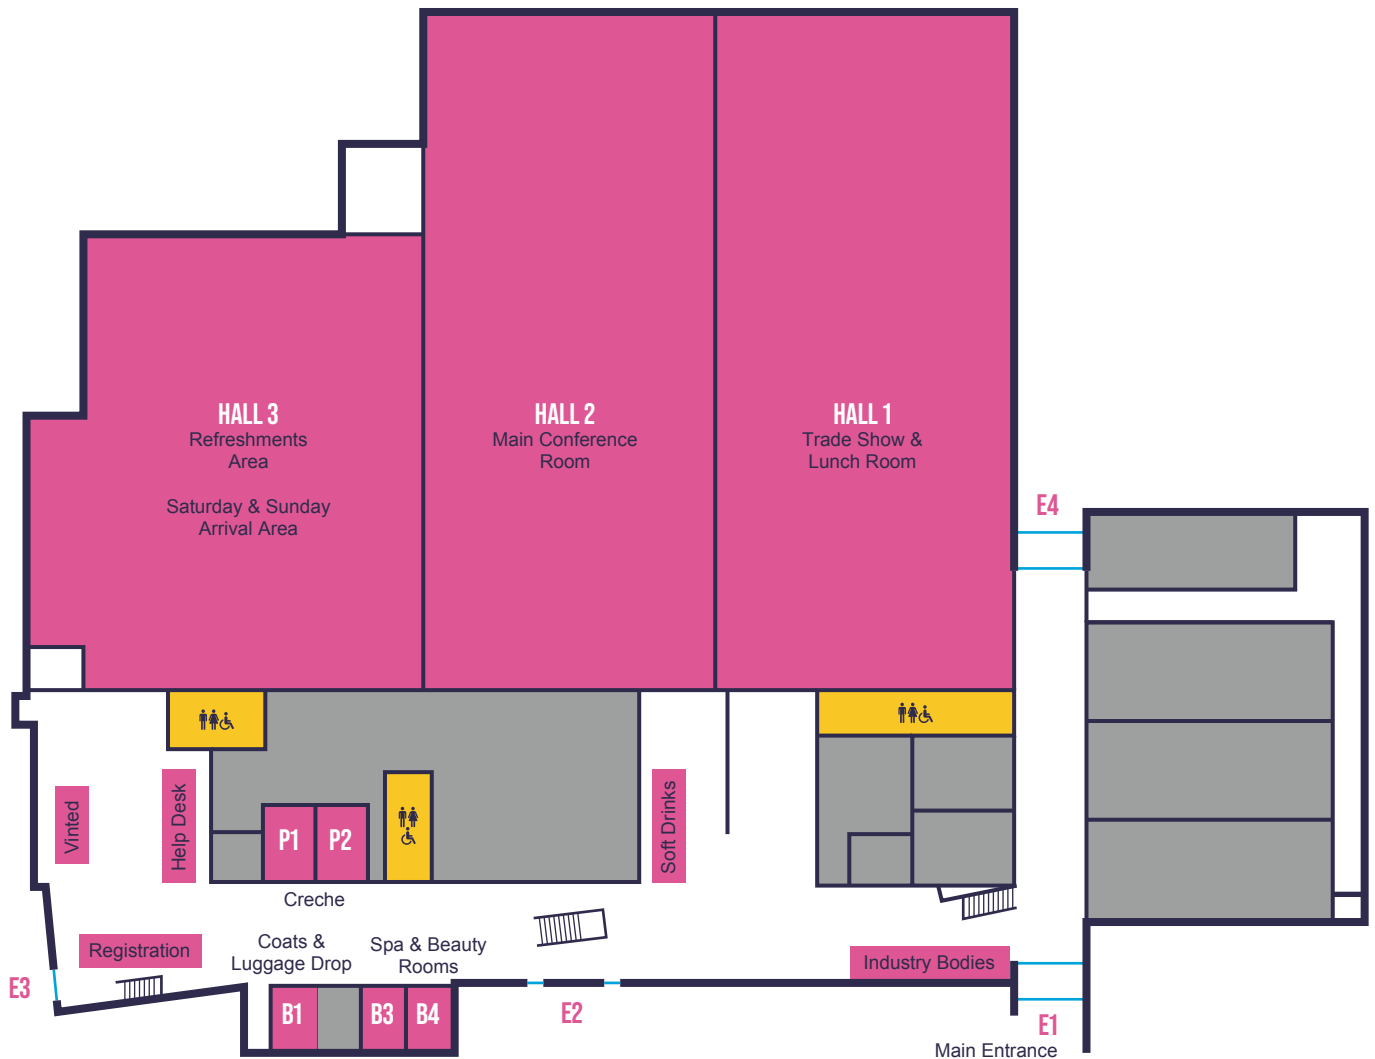 HALL 3
Refreshments
Area
Saturday & Sunday
Arrival Area
HALL 2
Main Conference
Room
HALL 1
Trade Show &
Lunch Room
E4
Vinted
Help Desk
P1
P2
Soft Drinks
Creche
Registration
Coats &
Luggage Drop
Spa & Beauty
Rooms
Industry Bodies
E3
B1
B3
B4
E2
E1
Main Entrance